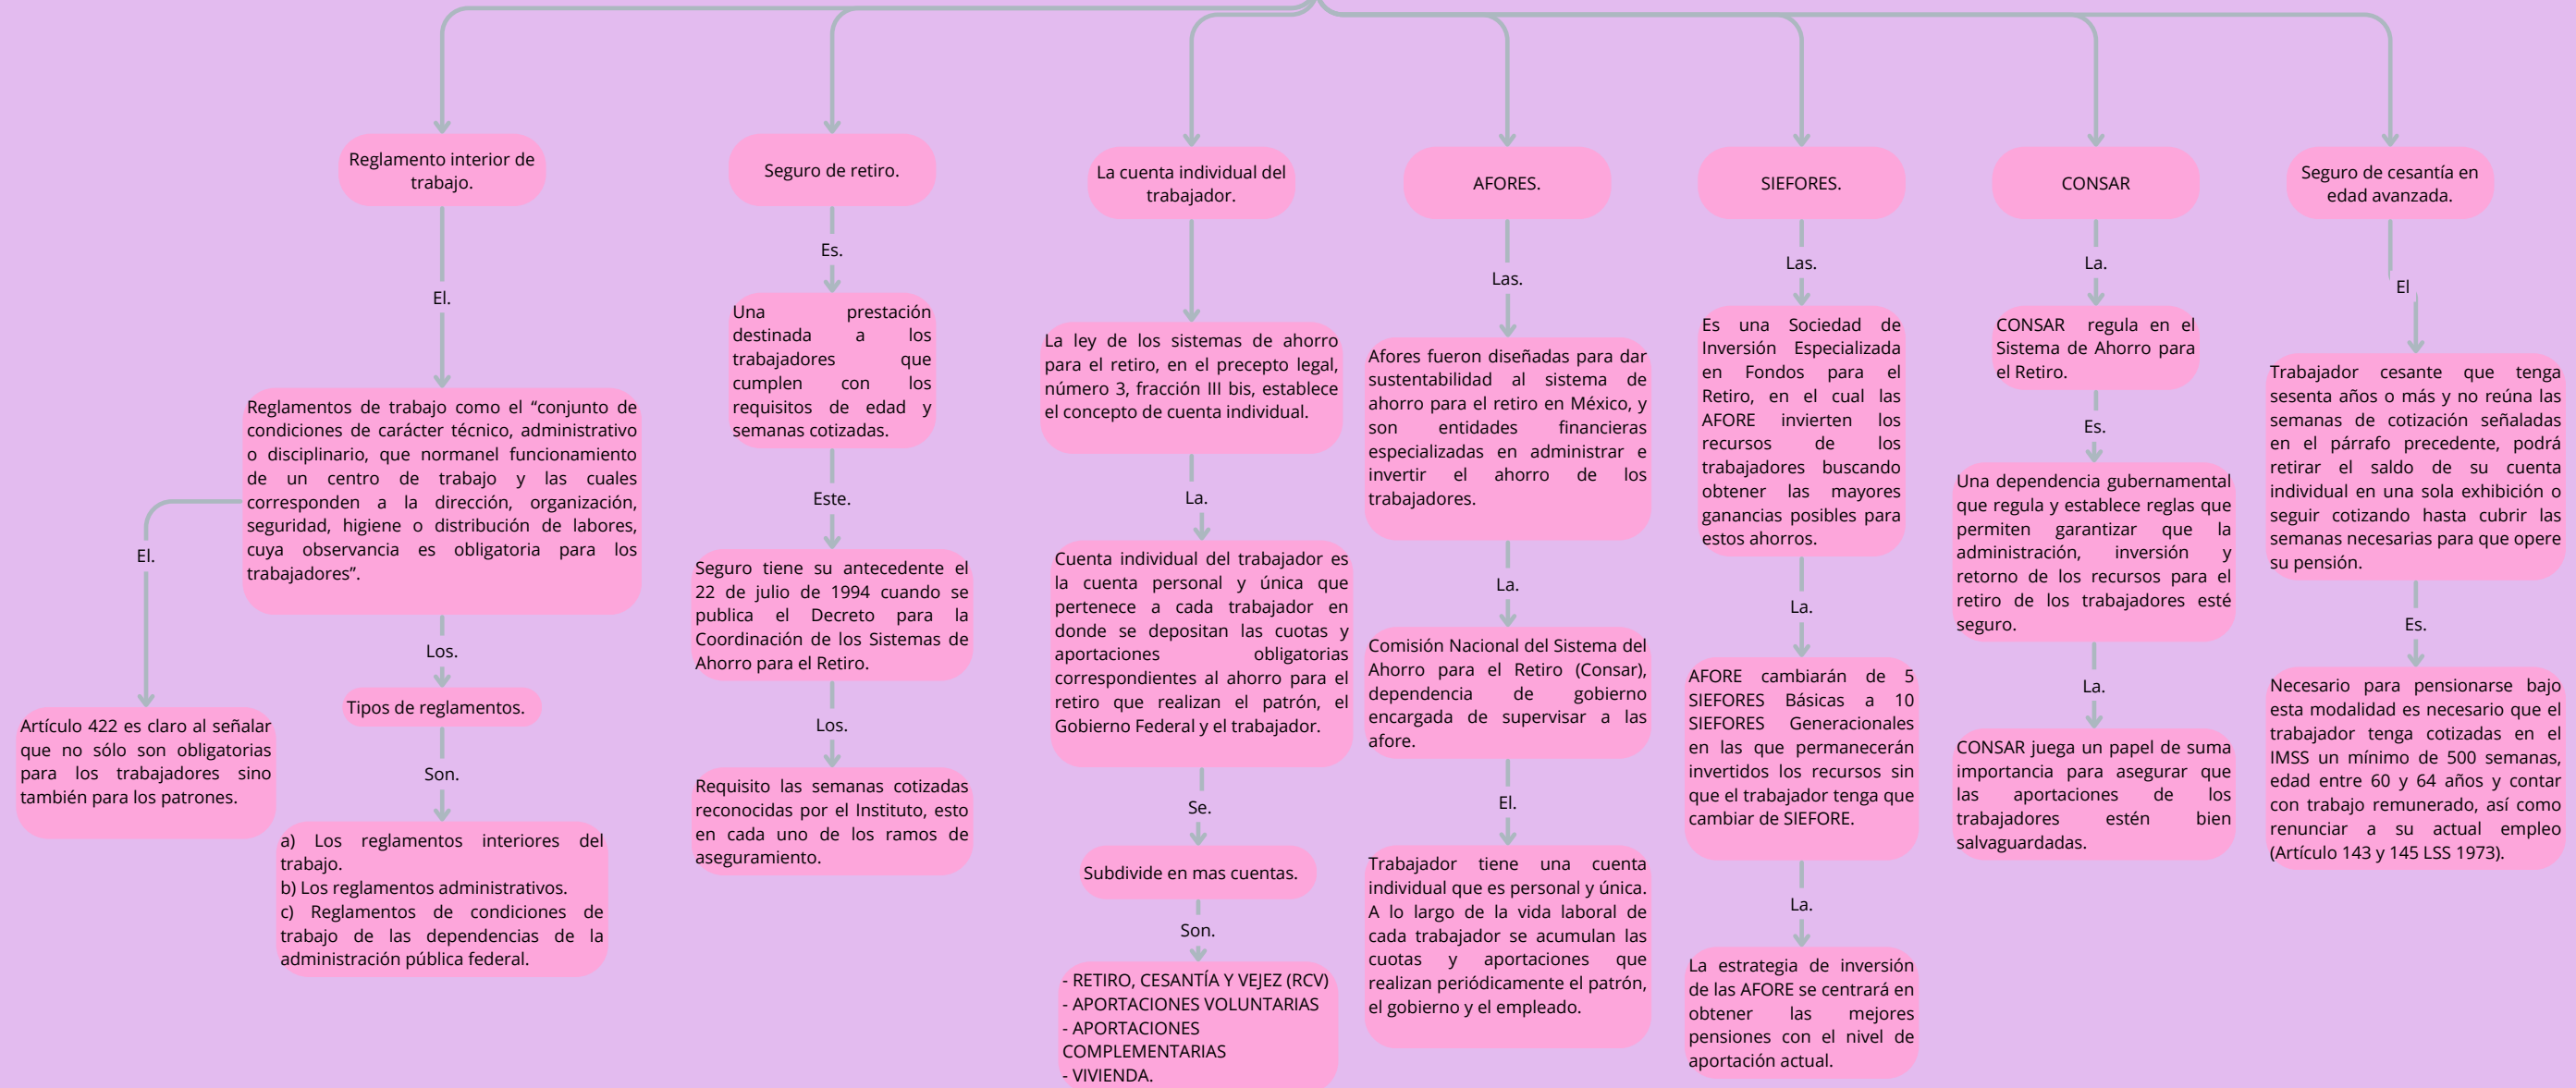 Reglamento interior de
trabajo.
El.
Reglamentos de trabajo como el “conjunto de
condiciones de carácter técnico, administrativo
o disciplinario, que normanel funcionamiento
de un centro de trabajo y las cuales
corresponden a la dirección, organización,
seguridad, higiene o distribución de labores,
cuya observancia es obligatoria para los
trabajadores”.
El.
Artículo 422 es claro al señalar
que no sólo son obligatorias
para los trabajadores sino
también para los patrones.
Los.
Tipos de reglamentos.
Son.
a) Los reglamentos interiores del
trabajo.
b) Los reglamentos administrativos.
c) Reglamentos de condiciones de
trabajo de las dependencias de la
administración pública federal.
Seguro de retiro.
Es.
Una prestación
destinada a los
trabajadores que
cumplen con los
requisitos de edad y
semanas cotizadas.
Este.
Seguro tiene su antecedente el
22 de julio de 1994 cuando se
publica el Decreto para la
Coordinación de los Sistemas de
Ahorro para el Retiro.
Los.
Requisito las semanas cotizadas
reconocidas por el Instituto, esto
en cada uno de los ramos de
aseguramiento.
La cuenta individual del
trabajador.
La ley de los sistemas de ahorro
para el retiro, en el precepto legal,
número 3, fracción III bis, establece
el concepto de cuenta individual.
La.
Cuenta individual del trabajador es
la cuenta personal y única que
pertenece a cada trabajador en
donde se depositan las cuotas y
aportaciones obligatorias
correspondientes al ahorro para el
retiro que realizan el patrón, el
Gobierno Federal y el trabajador.
Se.
Subdivide en mas cuentas.
Son.
- RETIRO, CESANTÍA Y VEJEZ (RCV)
- APORTACIONES VOLUNTARIAS
- APORTACIONES
COMPLEMENTARIAS
- VIVIENDA.
AFORES.
Las.
Afores fueron diseñadas para dar
sustentabilidad al sistema de
ahorro para el retiro en México, y
son entidades financieras
especializadas en administrar e
invertir el ahorro de los
trabajadores.
La.
Comisión Nacional del Sistema del
Ahorro para el Retiro (Consar),
dependencia de gobierno
encargada de supervisar a las
afore.
El.
Trabajador tiene una cuenta
individual que es personal y única.
A lo largo de la vida laboral de
cada trabajador se acumulan las
cuotas y aportaciones que
realizan periódicamente el patrón,
el gobierno y el empleado.
SIEFORES.
Las.
Es una Sociedad de
Inversión Especializada
en Fondos para el
Retiro, en el cual las
AFORE invierten los
recursos de los
trabajadores buscando
obtener las mayores
ganancias posibles para
estos ahorros.
La.
AFORE cambiarán de 5
SIEFORES Básicas a 10
SIEFORES Generacionales
en las que permanecerán
invertidos los recursos sin
que el trabajador tenga que
cambiar de SIEFORE.
La.
La estrategia de inversión
de las AFORE se centrará en
obtener las mejores
pensiones con el nivel de
aportación actual.
CONSAR
La.
CONSAR regula en el
Sistema de Ahorro para
el Retiro.
Es.
Una dependencia gubernamental
que regula y establece reglas que
permiten garantizar que la
administración, inversión y
retorno de los recursos para el
retiro de los trabajadores esté
seguro.
La.
CONSAR juega un papel de suma
importancia para asegurar que
las aportaciones de los
trabajadores estén bien
salvaguardadas.
Seguro de cesantía en
edad avanzada.
El
Trabajador cesante que tenga
sesenta años o más y no reúna las
semanas de cotización señaladas
en el párrafo precedente, podrá
retirar el saldo de su cuenta
individual en una sola exhibición o
seguir cotizando hasta cubrir las
semanas necesarias para que opere
su pensión.
Es.
Necesario para pensionarse bajo
esta modalidad es necesario que el
trabajador tenga cotizadas en el
IMSS un mínimo de 500 semanas,
edad entre 60 y 64 años y contar
con trabajo remunerado, así como
renunciar a su actual empleo
(Artículo 143 y 145 LSS 1973).